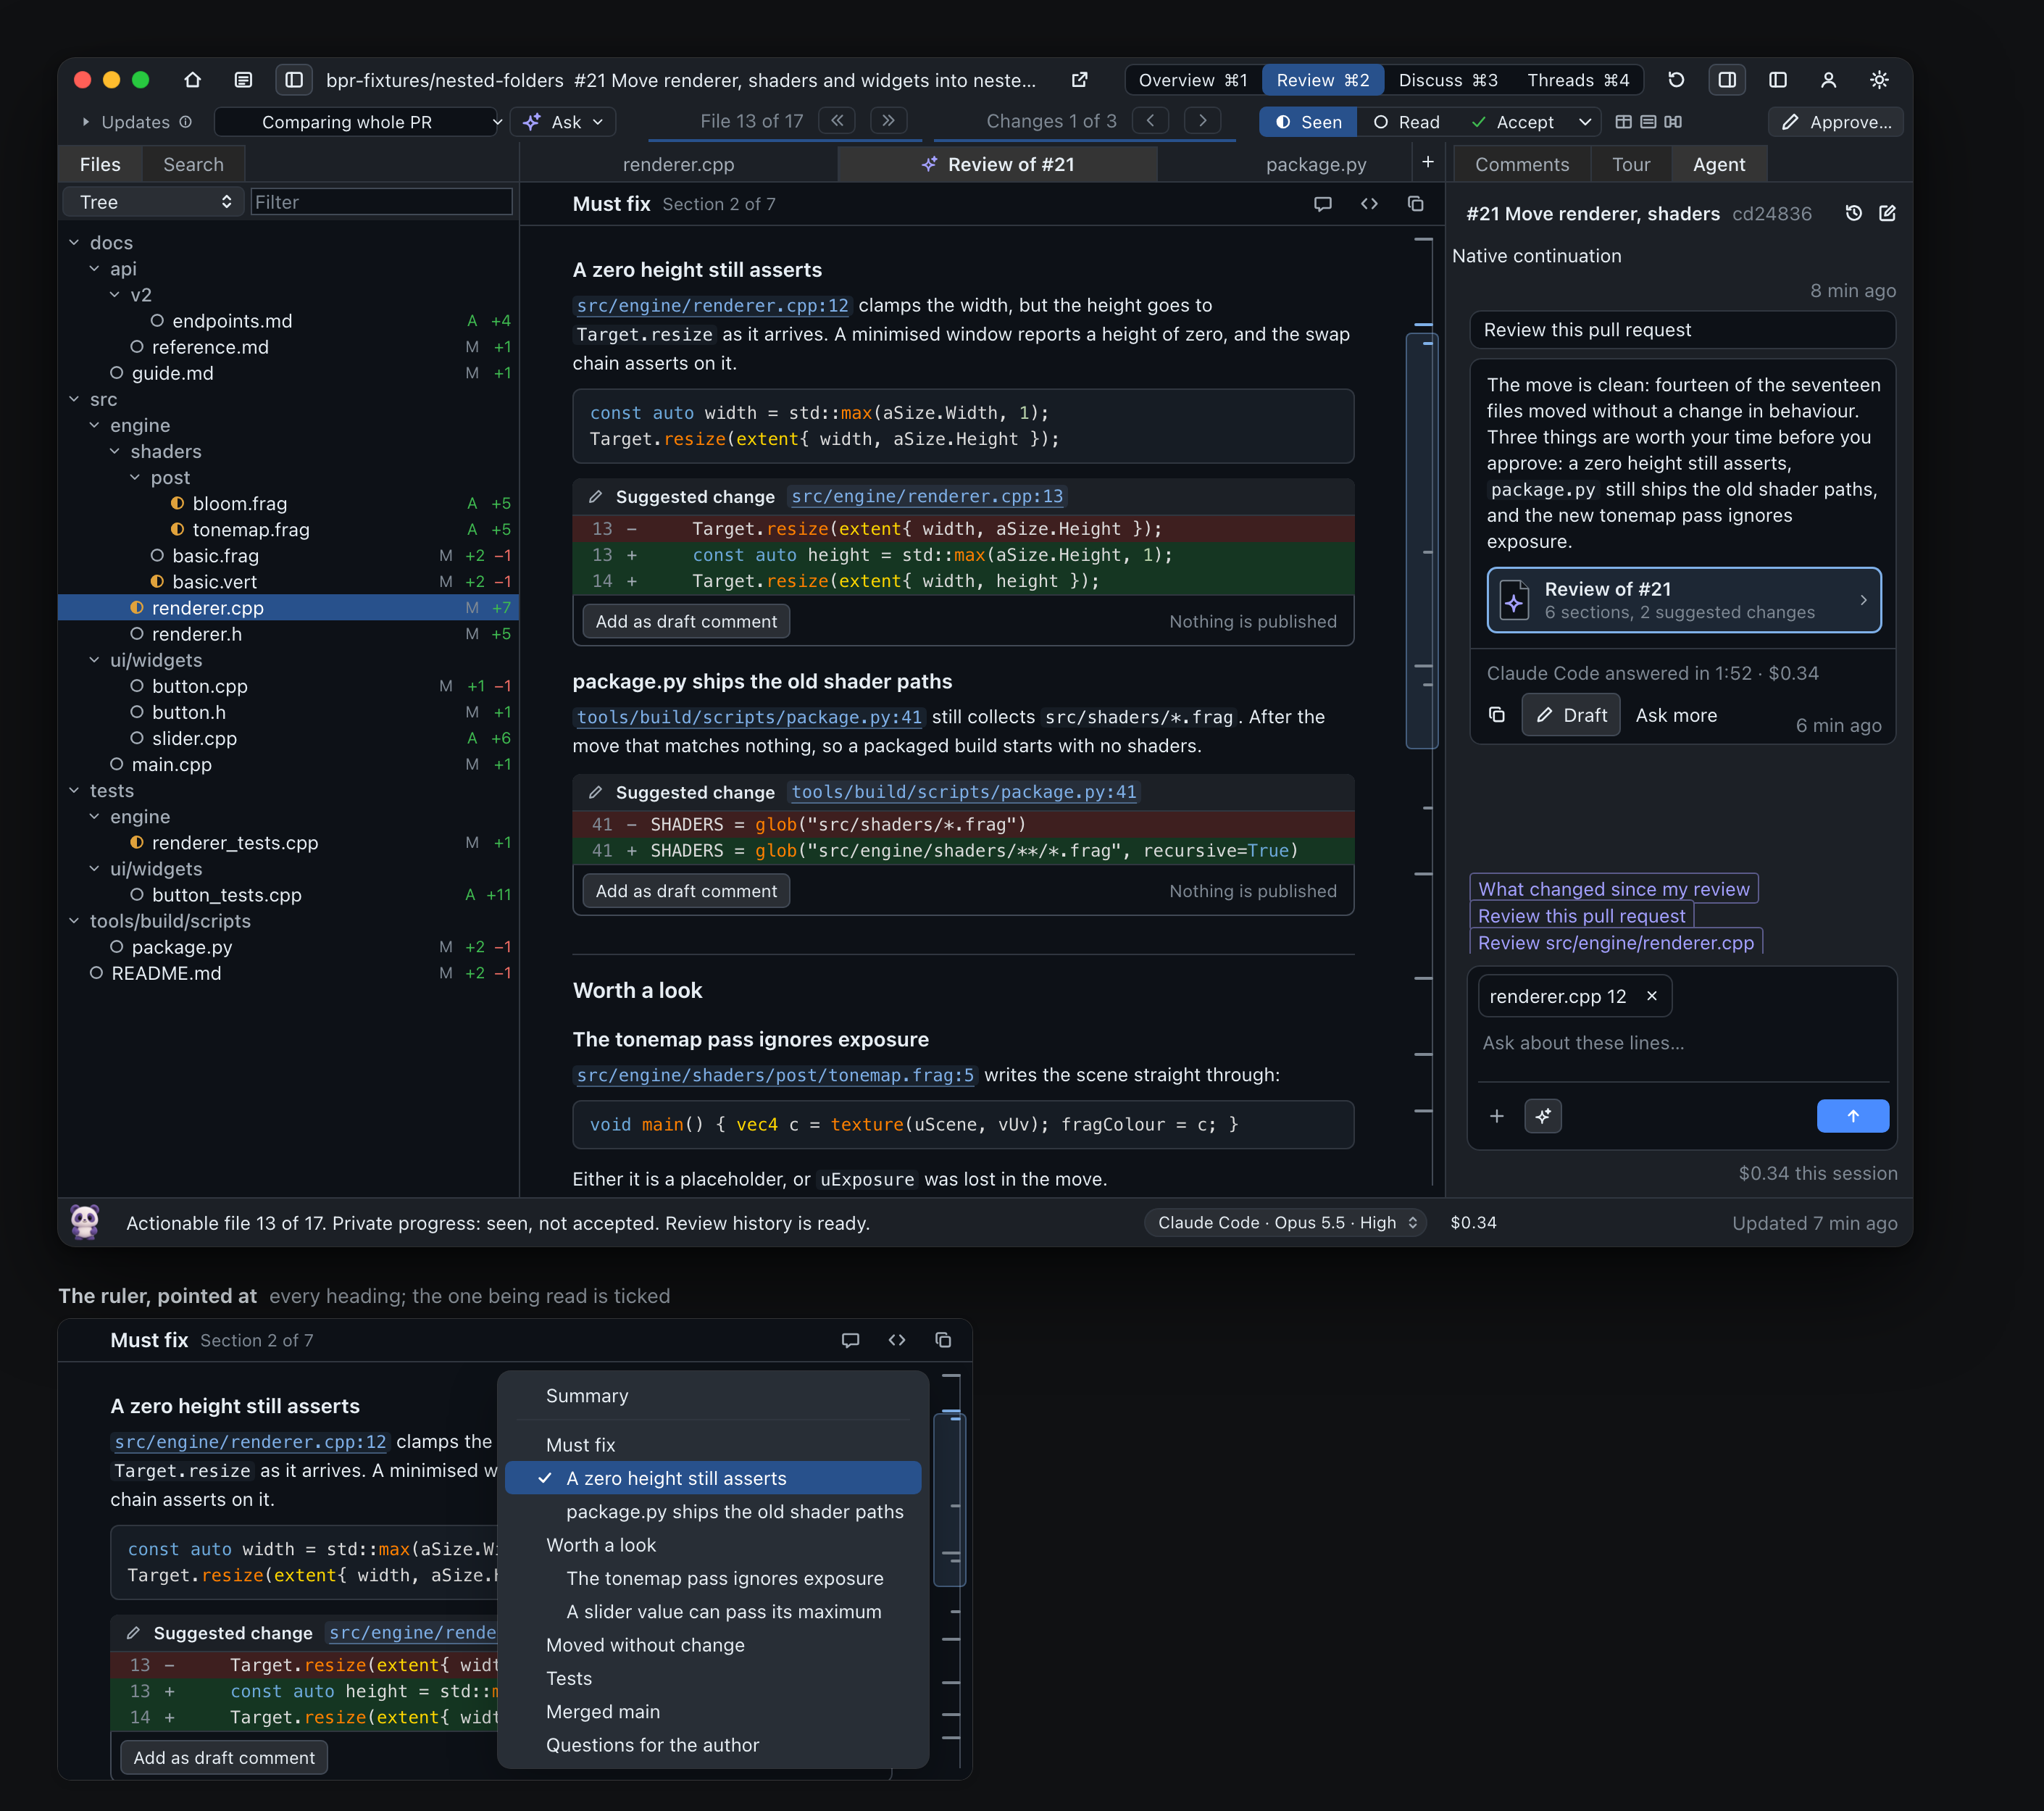 bpr-fixtures/nested-folders #21 Move renderer, shaders and widgets into neste...
Overview ⌘1 Review ⌘2 Discuss ⌘3 Threads ⌘4
Updates Comparing whole PR Ask File 13 of 17 Changes 1 of 3 Seen Read Accept Approve...
Files Search
Tree Filter
docs
api
v2
endpoints.md A +4
reference.md M +1
guide.md M +1
src
engine
shaders
post
bloom.frag A +5
tonemap.frag A +5
basic.frag M +2 −1
basic.vert M +2 −1
renderer.cpp M +7
renderer.h M +5
ui/widgets
button.cpp M +1 −1
button.h M +1
slider.cpp A +6
main.cpp M +1
tests
engine
renderer_tests.cpp M +1
ui/widgets
button_tests.cpp A +11
tools/build/scripts
package.py M +2 −1
README.md M +2 −1
renderer.cpp Review of #21 package.py +
Must fix Section 2 of 7
A zero height still asserts
src/engine/renderer.cpp:12 clamps the width, but the height goes to
Target.resize as it arrives. A minimised window reports a height of zero, and the swap
chain asserts on it.
const auto width = std::max(aSize.Width, 1);
Target.resize(extent{ width, aSize.Height });
Suggested change src/engine/renderer.cpp:13
13 − Target.resize(extent{ width, aSize.Height });
13 + const auto height = std::max(aSize.Height, 1);
14 + Target.resize(extent{ width, height });
Add as draft comment Nothing is published
package.py ships the old shader paths
tools/build/scripts/package.py:41 still collects src/shaders/*.frag. After the
move that matches nothing, so a packaged build starts with no shaders.
Suggested change tools/build/scripts/package.py:41
41 − SHADERS = glob("src/shaders/*.frag")
41 + SHADERS = glob("src/engine/shaders/**/*.frag", recursive=True)
Add as draft comment Nothing is published
Worth a look
The tonemap pass ignores exposure
src/engine/shaders/post/tonemap.frag:5 writes the scene straight through:
void main() { vec4 c = texture(uScene, vUv); fragColour = c; }
Either it is a placeholder, or uExposure was lost in the move.
Comments Tour Agent
#21 Move renderer, shaders cd24836
Native continuation
8 min ago
Review this pull request
The move is clean: fourteen of the seventeen
files moved without a change in behaviour.
Three things are worth your time before you
approve: a zero height still asserts,
package.py still ships the old shader paths,
and the new tonemap pass ignores
exposure.
Review of #21
6 sections, 2 suggested changes
Claude Code answered in 1:52 · $0.34
Draft Ask more 6 min ago
What changed since my review
Review this pull request
Review src/engine/renderer.cpp
renderer.cpp 12 ×
Ask about these lines...
$0.34 this session
Actionable file 13 of 17. Private progress: seen, not accepted. Review history is ready.
Claude Code · Opus 5.5 · High $0.34 Updated 7 min ago
The ruler, pointed at every heading; the one being read is ticked
Must fix Section 2 of 7
A zero height still asserts
src/engine/renderer.cpp:12 clamps the
Target.resize as it arrives. A minimised w
chain asserts on it.
const auto width = std::max(aSize.Wi
Target.resize(extent{ width, aSize.H
Suggested change src/engine/rende
13 − Target.resize(extent{ widt
13 + const auto height = std::m
14 + Target.resize(extent{ widt
Add as draft comment
Summary
Must fix
A zero height still asserts
package.py ships the old shader paths
Worth a look
The tonemap pass ignores exposure
A slider value can pass its maximum
Moved without change
Tests
Merged main
Questions for the author